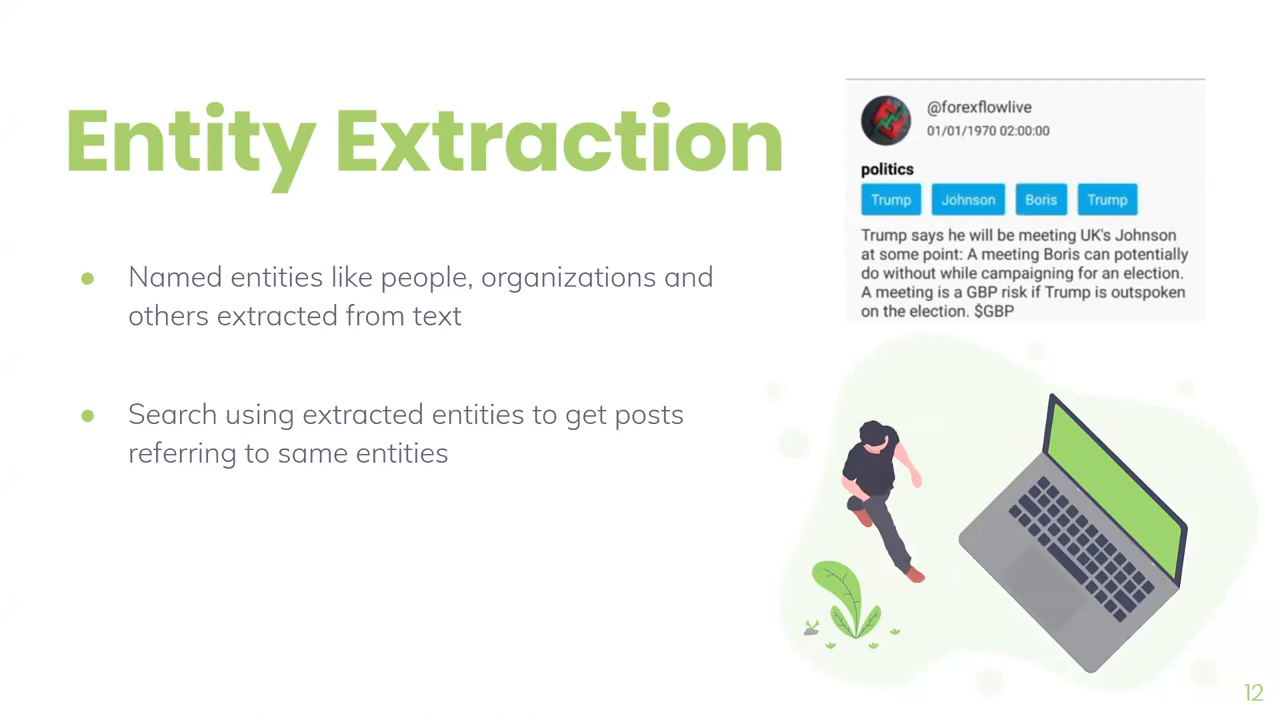 Entity Extraction
● Named entities like people, organizations and
others extracted from text
● Search using extracted entities to get posts
referring to same entities
@forexflowlive
01/01/1970 02:00:00
politics
Trump Johnson Boris Trump
Trump says he will be meeting UK's Johnson
at some point: A meeting Boris can potentially
do without while campaigning for an election.
A meeting is a GBP risk if Trump is outspoken
on the election. $GBP
12